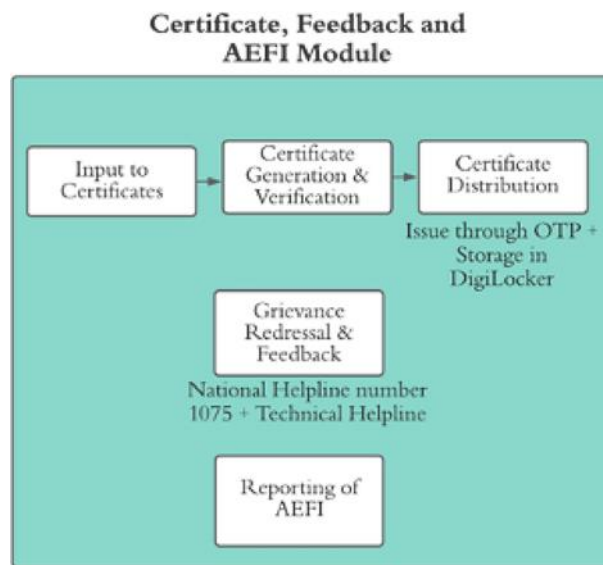 Certificate, Feedback and
AEFI Module
Input to
Certificates
Certificate
Generation &
Verification
Certificate
Distribution
Issue through OTP +
Storage in
DigiLocker
Grievance
Redressal &
Feedback
National Helpline number
1075 + Technical Helpline
Reporting of
AEFI